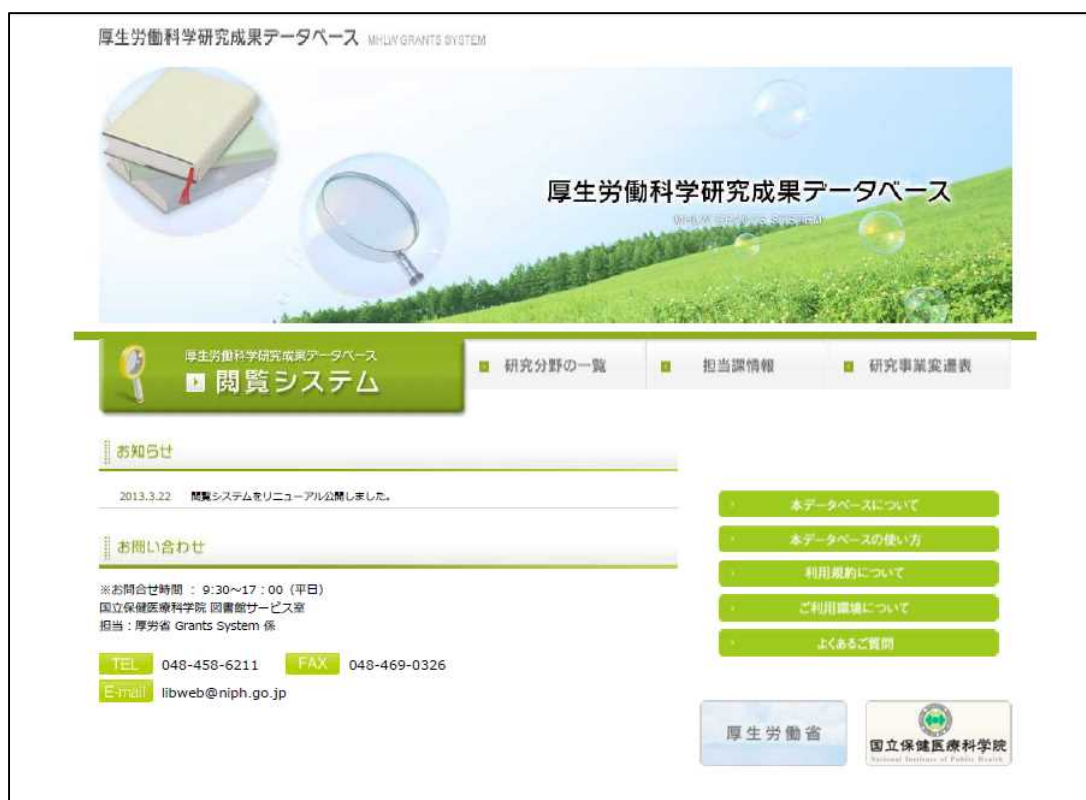 厚生労働科学研究成果データベース MHLW GRANTS SYSTEM
厚生労働科学研究成果データベース
MHLW GRANTS SYSTEM
厚生労働科学研究成果データベース
閲覧システム
研究分野の一覧
担当課情報
研究事業変遷表
お知らせ
2013.3.22 閲覧システムをリニューアル公開しました。
本データベースについて
本データベースの使い方
利用規約について
ご利用環境について
よくあるご質問
お問い合わせ
※お問合せ時間 : 9:30~17:00 (平日)
国立保健医療科学院 図書館サービス室
担当:厚労省 Grants System 係
TEL 048-458-6211 FAX 048-469-0326
E-mail libweb@niph.go.jp
厚生労働省
国立保健医療科学院
National Institute of Public Health